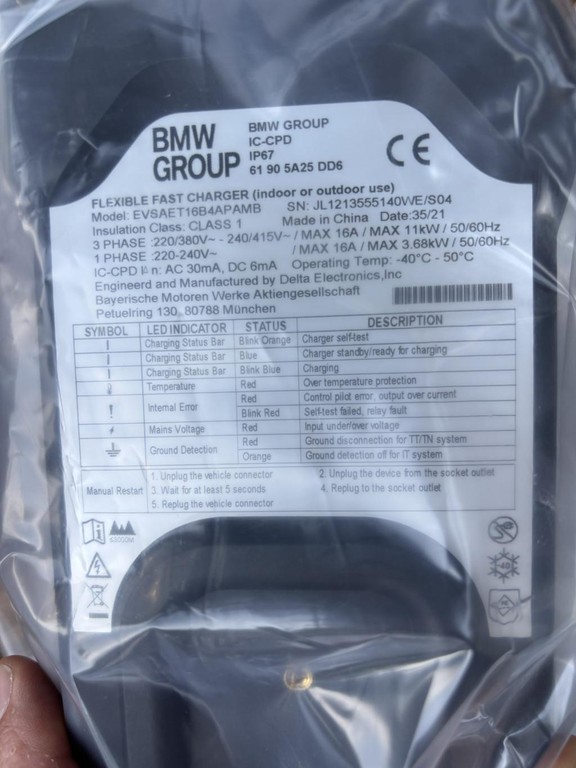 BMW GROUP
BMW GROUP
IC-CPD
IP67
61 90 5A25 DD6
CE
FLEXIBLE FAST CHARGER (indoor or outdoor use)
Model: EVSAET16B4APAMB SN: JL1213555140WE/S04
Insulation Class: CLASS 1 Made in China Date:35/21
3 PHASE :220/380V~ - 240/415V~ / MAX 16A / MAX 11kW / 50/60Hz
1 PHASE :220-240V~ / MAX 16A / MAX 3.68kW / 50/60Hz
IC-CPD I n: AC 30mA, DC 6mA Operating Temp: -40°C - 50°C
Engineerd and Manufactured by Delta Electronics,Inc
Bayerische Motoren Werke Aktiengesellschaft
Petuelring 130, 80788 München
SYMBOL LED INDICATOR STATUS DESCRIPTION
Charging Status Bar Blink Orange Charger self-test
Charging Status Bar Blue Charger standby/ready for charging
Charging Status Bar Blink Blue Charging
Temperature Red Over temperature protection
Internal Error Red Control pilot error, output over current
Blink Red Self-test failed, relay fault
Mains Voltage Red Input under/over voltage
Ground Detection Red Ground disconnection for TT/TN system
Orange Ground detection off for IT system
Manual Restart 1. Unplug the vehicle connector 2. Unplug the device from the socket outlet
3. Wait for at least 5 seconds 4. Replug to the socket outlet
5. Replug the vehicle connector
-40